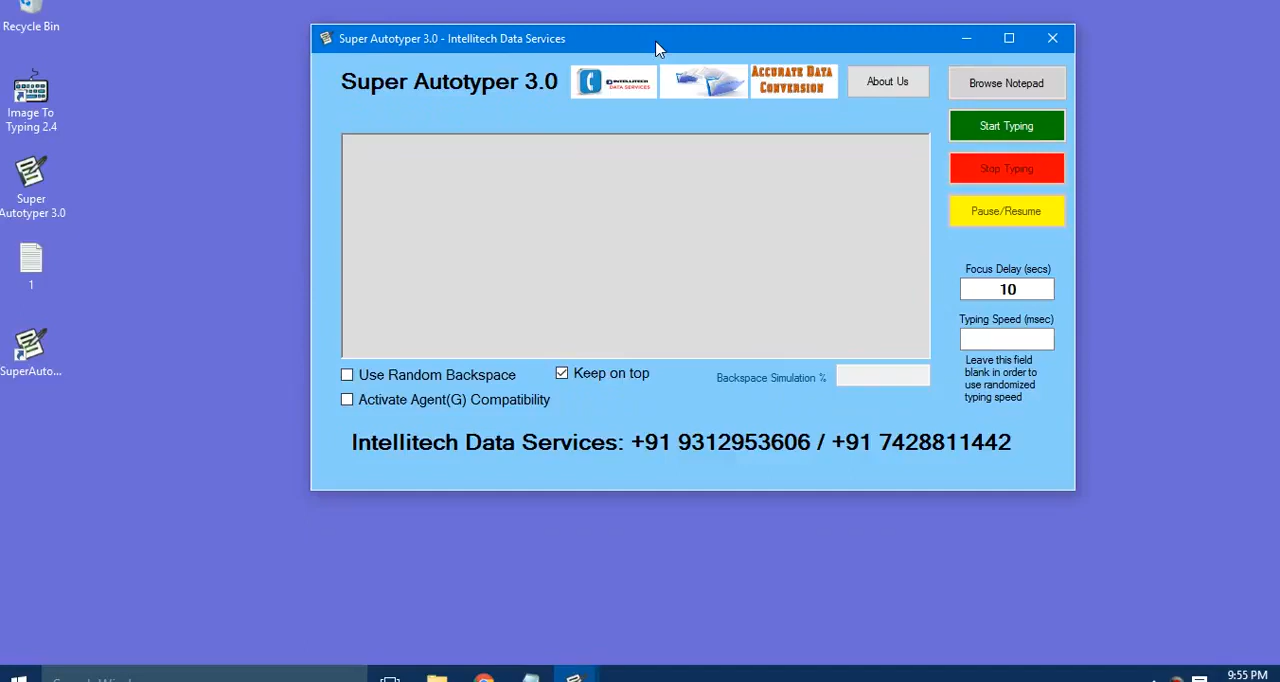 Recycle Bin
Image To
Typing 2.4
Super
Autotyper 3.0
1
SuperAuto...
Super Autotyper 3.0 - Intellitech Data Services
Super Autotyper 3.0
INTELLITECH
DATA SERVICES
ACCURATE DATA
CONVERSION
About Us
Browse Notepad
Start Typing
Stop Typing
Pause/Resume
Focus Delay (secs)
10
Typing Speed (msec)
Leave this field
blank in order to
use randomized
typing speed
Use Random Backspace
Keep on top
Backspace Simulation %
Activate Agent(G) Compatibility
Intellitech Data Services: +91 9312953606 / +91 7428811442
9:55 PM